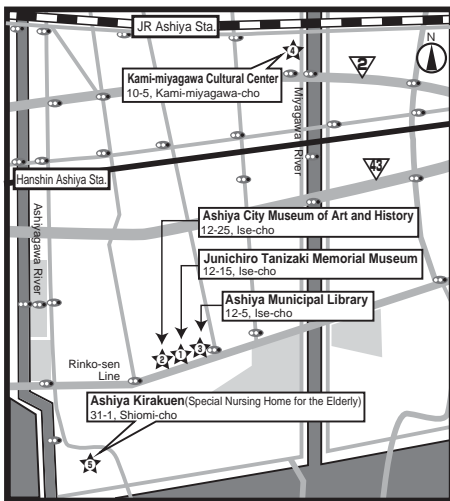 JR Ashiya Sta.
N
4
2
Kami-miyagawa Cultural Center
10-5, Kami-miyagawa-cho
Miyagawa River
Hanshin Ashiya Sta.
43
Ashiyagawa River
Ashiya City Museum of Art and History
12-25, Ise-cho
Junichiro Tanizaki Memorial Museum
12-15, Ise-cho
Ashiya Municipal Library
12-5, Ise-cho
2 1 3
Rinko-sen
Line
Ashiya Kirakuen(Special Nursing Home for the Elderly)
31-1, Shiomi-cho
5